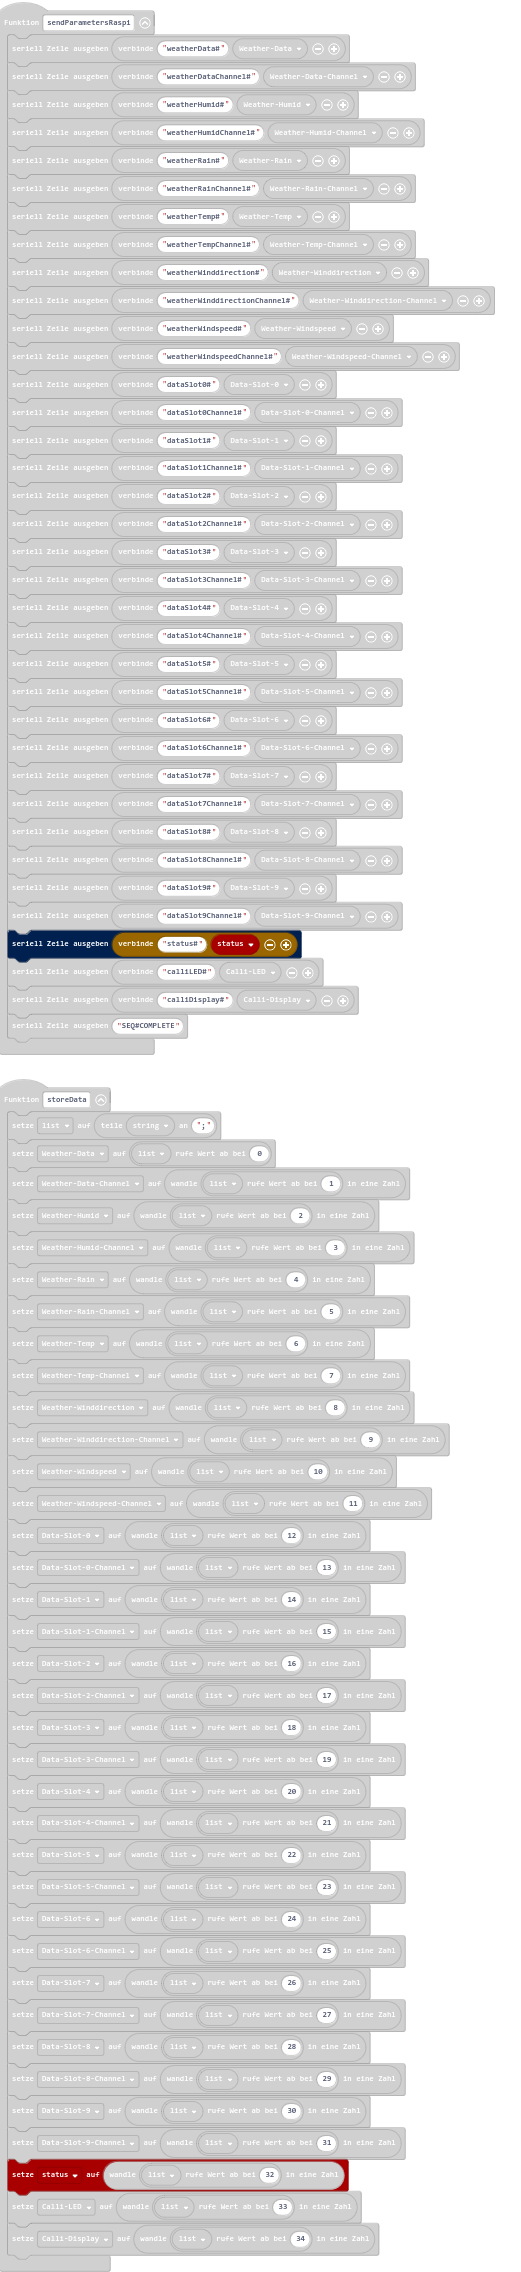 Funktion sendParametersRaspi
seriell Zeile ausgeben verbinde "weatherData#" Weather-Data
seriell Zeile ausgeben verbinde "weatherDataChannel#" Weather-Data-Channel
seriell Zeile ausgeben verbinde "weatherHumid#" Weather-Humid
seriell Zeile ausgeben verbinde "weatherHumidChannel#" Weather-Humid-Channel
seriell Zeile ausgeben verbinde "weatherRain#" Weather-Rain
seriell Zeile ausgeben verbinde "weatherRainChannel#" Weather-Rain-Channel
seriell Zeile ausgeben verbinde "weatherTemp#" Weather-Temp
seriell Zeile ausgeben verbinde "weatherTempChannel#" Weather-Temp-Channel
seriell Zeile ausgeben verbinde "weatherWinddirection#" Weather-Winddirection
seriell Zeile ausgeben verbinde "weatherWinddirectionChannel#" Weather-Winddirection-Channel
seriell Zeile ausgeben verbinde "weatherWindspeed#" Weather-Windspeed
seriell Zeile ausgeben verbinde "weatherWindspeedChannel#" Weather-Windspeed-Channel
seriell Zeile ausgeben verbinde "dataSlot0#" Data-Slot-0
seriell Zeile ausgeben verbinde "dataSlot0Channel#" Data-Slot-0-Channel
seriell Zeile ausgeben verbinde "dataSlot1#" Data-Slot-1
seriell Zeile ausgeben verbinde "dataSlot1Channel#" Data-Slot-1-Channel
seriell Zeile ausgeben verbinde "dataSlot2#" Data-Slot-2
seriell Zeile ausgeben verbinde "dataSlot2Channel#" Data-Slot-2-Channel
seriell Zeile ausgeben verbinde "dataSlot3#" Data-Slot-3
seriell Zeile ausgeben verbinde "dataSlot3Channel#" Data-Slot-3-Channel
seriell Zeile ausgeben verbinde "dataSlot4#" Data-Slot-4
seriell Zeile ausgeben verbinde "dataSlot4Channel#" Data-Slot-4-Channel
seriell Zeile ausgeben verbinde "dataSlot5#" Data-Slot-5
seriell Zeile ausgeben verbinde "dataSlot5Channel#" Data-Slot-5-Channel
seriell Zeile ausgeben verbinde "dataSlot6#" Data-Slot-6
seriell Zeile ausgeben verbinde "dataSlot6Channel#" Data-Slot-6-Channel
seriell Zeile ausgeben verbinde "dataSlot7#" Data-Slot-7
seriell Zeile ausgeben verbinde "dataSlot7Channel#" Data-Slot-7-Channel
seriell Zeile ausgeben verbinde "dataSlot8#" Data-Slot-8
seriell Zeile ausgeben verbinde "dataSlot8Channel#" Data-Slot-8-Channel
seriell Zeile ausgeben verbinde "dataSlot9#" Data-Slot-9
seriell Zeile ausgeben verbinde "dataSlot9Channel#" Data-Slot-9-Channel
seriell Zeile ausgeben verbinde "status#" status
seriell Zeile ausgeben verbinde "calliLED#" Calli-LED
seriell Zeile ausgeben verbinde "calliDisplay#" Calli-Display
seriell Zeile ausgeben "SEQ#COMPLETE"
Funktion storeData
setze list auf teile string an ";"
setze Weather-Data auf list rufe Wert ab bei 0
setze Weather-Data-Channel auf wandle list rufe Wert ab bei 1 in eine Zahl
setze Weather-Humid auf wandle list rufe Wert ab bei 2 in eine Zahl
setze Weather-Humid-Channel auf wandle list rufe Wert ab bei 3 in eine Zahl
setze Weather-Rain auf wandle list rufe Wert ab bei 4 in eine Zahl
setze Weather-Rain-Channel auf wandle list rufe Wert ab bei 5 in eine Zahl
setze Weather-Temp auf wandle list rufe Wert ab bei 6 in eine Zahl
setze Weather-Temp-Channel auf wandle list rufe Wert ab bei 7 in eine Zahl
setze Weather-Winddirection auf wandle list rufe Wert ab bei 8 in eine Zahl
setze Weather-Winddirection-Channel auf wandle list rufe Wert ab bei 9 in eine Zahl
setze Weather-Windspeed auf wandle list rufe Wert ab bei 10 in eine Zahl
setze Weather-Windspeed-Channel auf wandle list rufe Wert ab bei 11 in eine Zahl
setze Data-Slot-0 auf wandle list rufe Wert ab bei 12 in eine Zahl
setze Data-Slot-0-Channel auf wandle list rufe Wert ab bei 13 in eine Zahl
setze Data-Slot-1 auf wandle list rufe Wert ab bei 14 in eine Zahl
setze Data-Slot-1-Channel auf wandle list rufe Wert ab bei 15 in eine Zahl
setze Data-Slot-2 auf wandle list rufe Wert ab bei 16 in eine Zahl
setze Data-Slot-2-Channel auf wandle list rufe Wert ab bei 17 in eine Zahl
setze Data-Slot-3 auf wandle list rufe Wert ab bei 18 in eine Zahl
setze Data-Slot-3-Channel auf wandle list rufe Wert ab bei 19 in eine Zahl
setze Data-Slot-4 auf wandle list rufe Wert ab bei 20 in eine Zahl
setze Data-Slot-4-Channel auf wandle list rufe Wert ab bei 21 in eine Zahl
setze Data-Slot-5 auf wandle list rufe Wert ab bei 22 in eine Zahl
setze Data-Slot-5-Channel auf wandle list rufe Wert ab bei 23 in eine Zahl
setze Data-Slot-6 auf wandle list rufe Wert ab bei 24 in eine Zahl
setze Data-Slot-6-Channel auf wandle list rufe Wert ab bei 25 in eine Zahl
setze Data-Slot-7 auf wandle list rufe Wert ab bei 26 in eine Zahl
setze Data-Slot-7-Channel auf wandle list rufe Wert ab bei 27 in eine Zahl
setze Data-Slot-8 auf wandle list rufe Wert ab bei 28 in eine Zahl
setze Data-Slot-8-Channel auf wandle list rufe Wert ab bei 29 in eine Zahl
setze Data-Slot-9 auf wandle list rufe Wert ab bei 30 in eine Zahl
setze Data-Slot-9-Channel auf wandle list rufe Wert ab bei 31 in eine Zahl
setze status auf wandle list rufe Wert ab bei 32 in eine Zahl
setze Calli-LED auf wandle list rufe Wert ab bei 33 in eine Zahl
setze Calli-Display auf wandle list rufe Wert ab bei 34 in eine Zahl